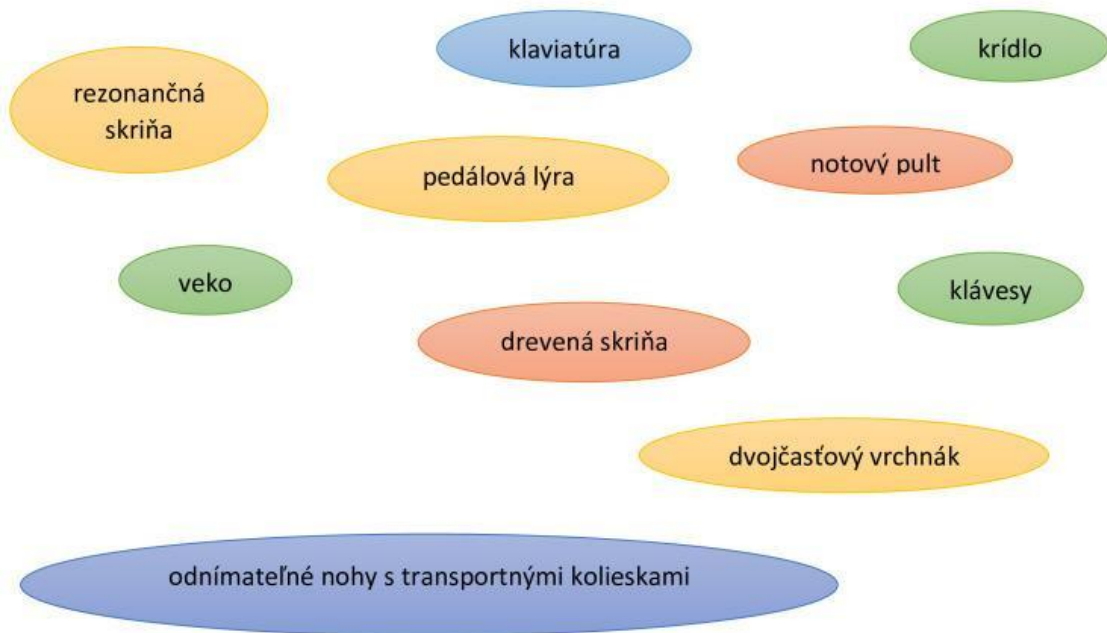 klaviatúra
krídlo
rezonančná
skriňa
pedálová lýra
notový pult
veko
klávesy
drevená skriňa
dvojčasťový vrchnák
odnímateľné nohy s transportnými kolieskami